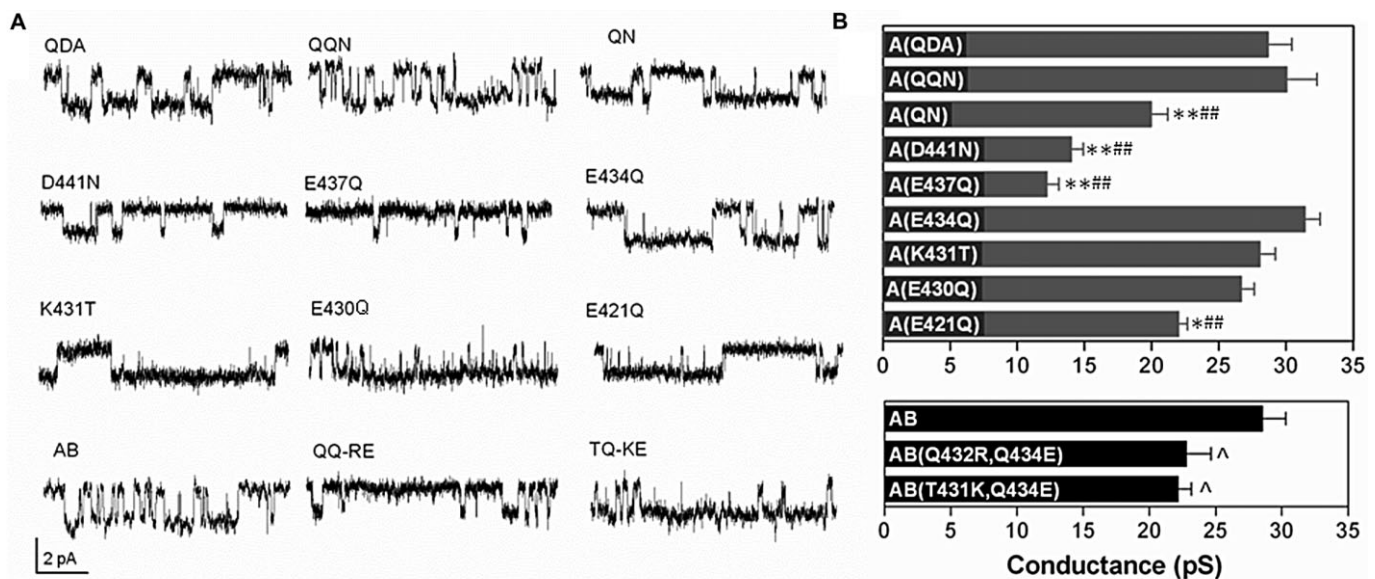 A
QDA
QQN
QN
D441N
E437Q
E434Q
K431T
E430Q
E421Q
AB
QQ-RE
TQ-KE
2 pA
B
A(QDA)
A(QQN)
A(QN)
**##
A(D441N)
**##
A(E437Q)
**##
A(E434Q)
A(K431T)
A(E430Q)
A(E421Q)
*##
0 5 10 15 20 25 30 35
AB
AB(Q432R,Q434E)
^
AB(T431K,Q434E)
^
0 5 10 15 20 25 30 35
Conductance (pS)